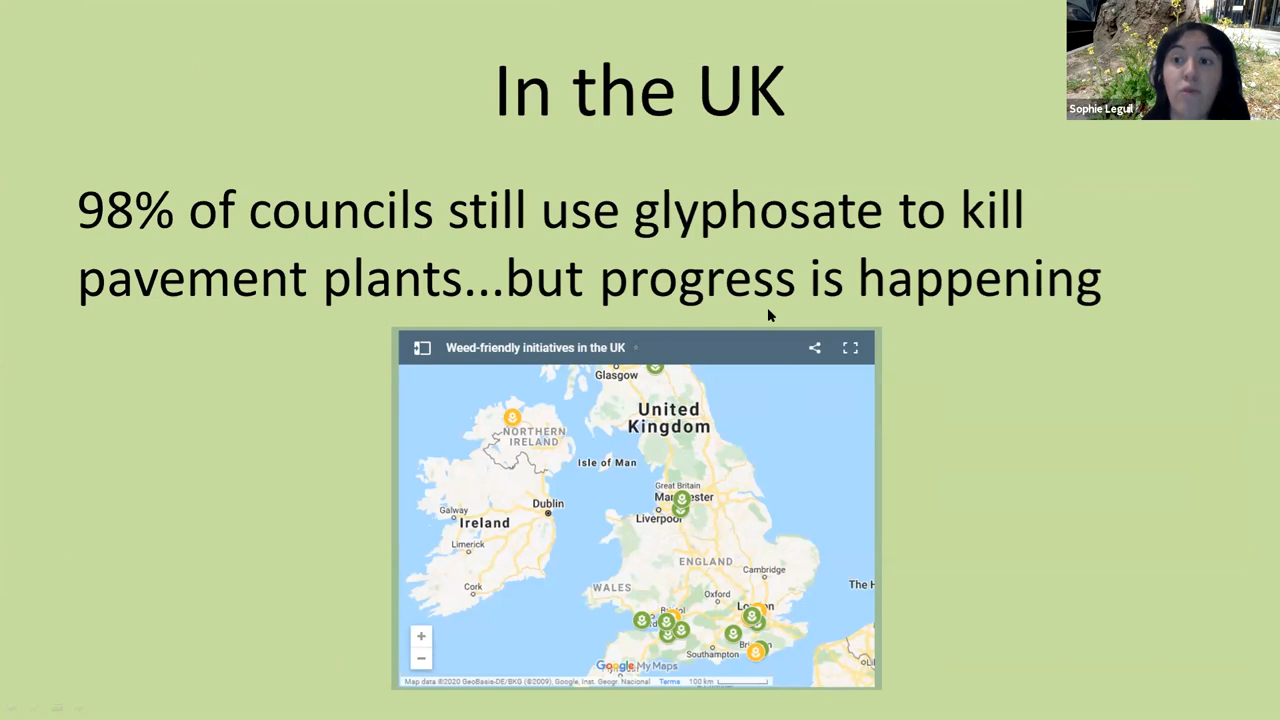 In the UK
Sophie Leguil
98% of councils still use glyphosate to kill
pavement plants...but progress is happening
Weed-friendly initiatives in the UK
Glasgow
United
Kingdom
NORTHERN
IRELAND
Isle of Man
Great Britain
Manchester
Dublin
Galway
Liverpool
Ireland
Limerick
ENGLAND
Cambridge
Cork
WALES
Oxford
The H
London
Bristol
Southampton
Google My Maps
Map data ©2020 GeoBasis-DE/BKG (©2009), Google, Inst. Geogr. Nacional Terms 100 km